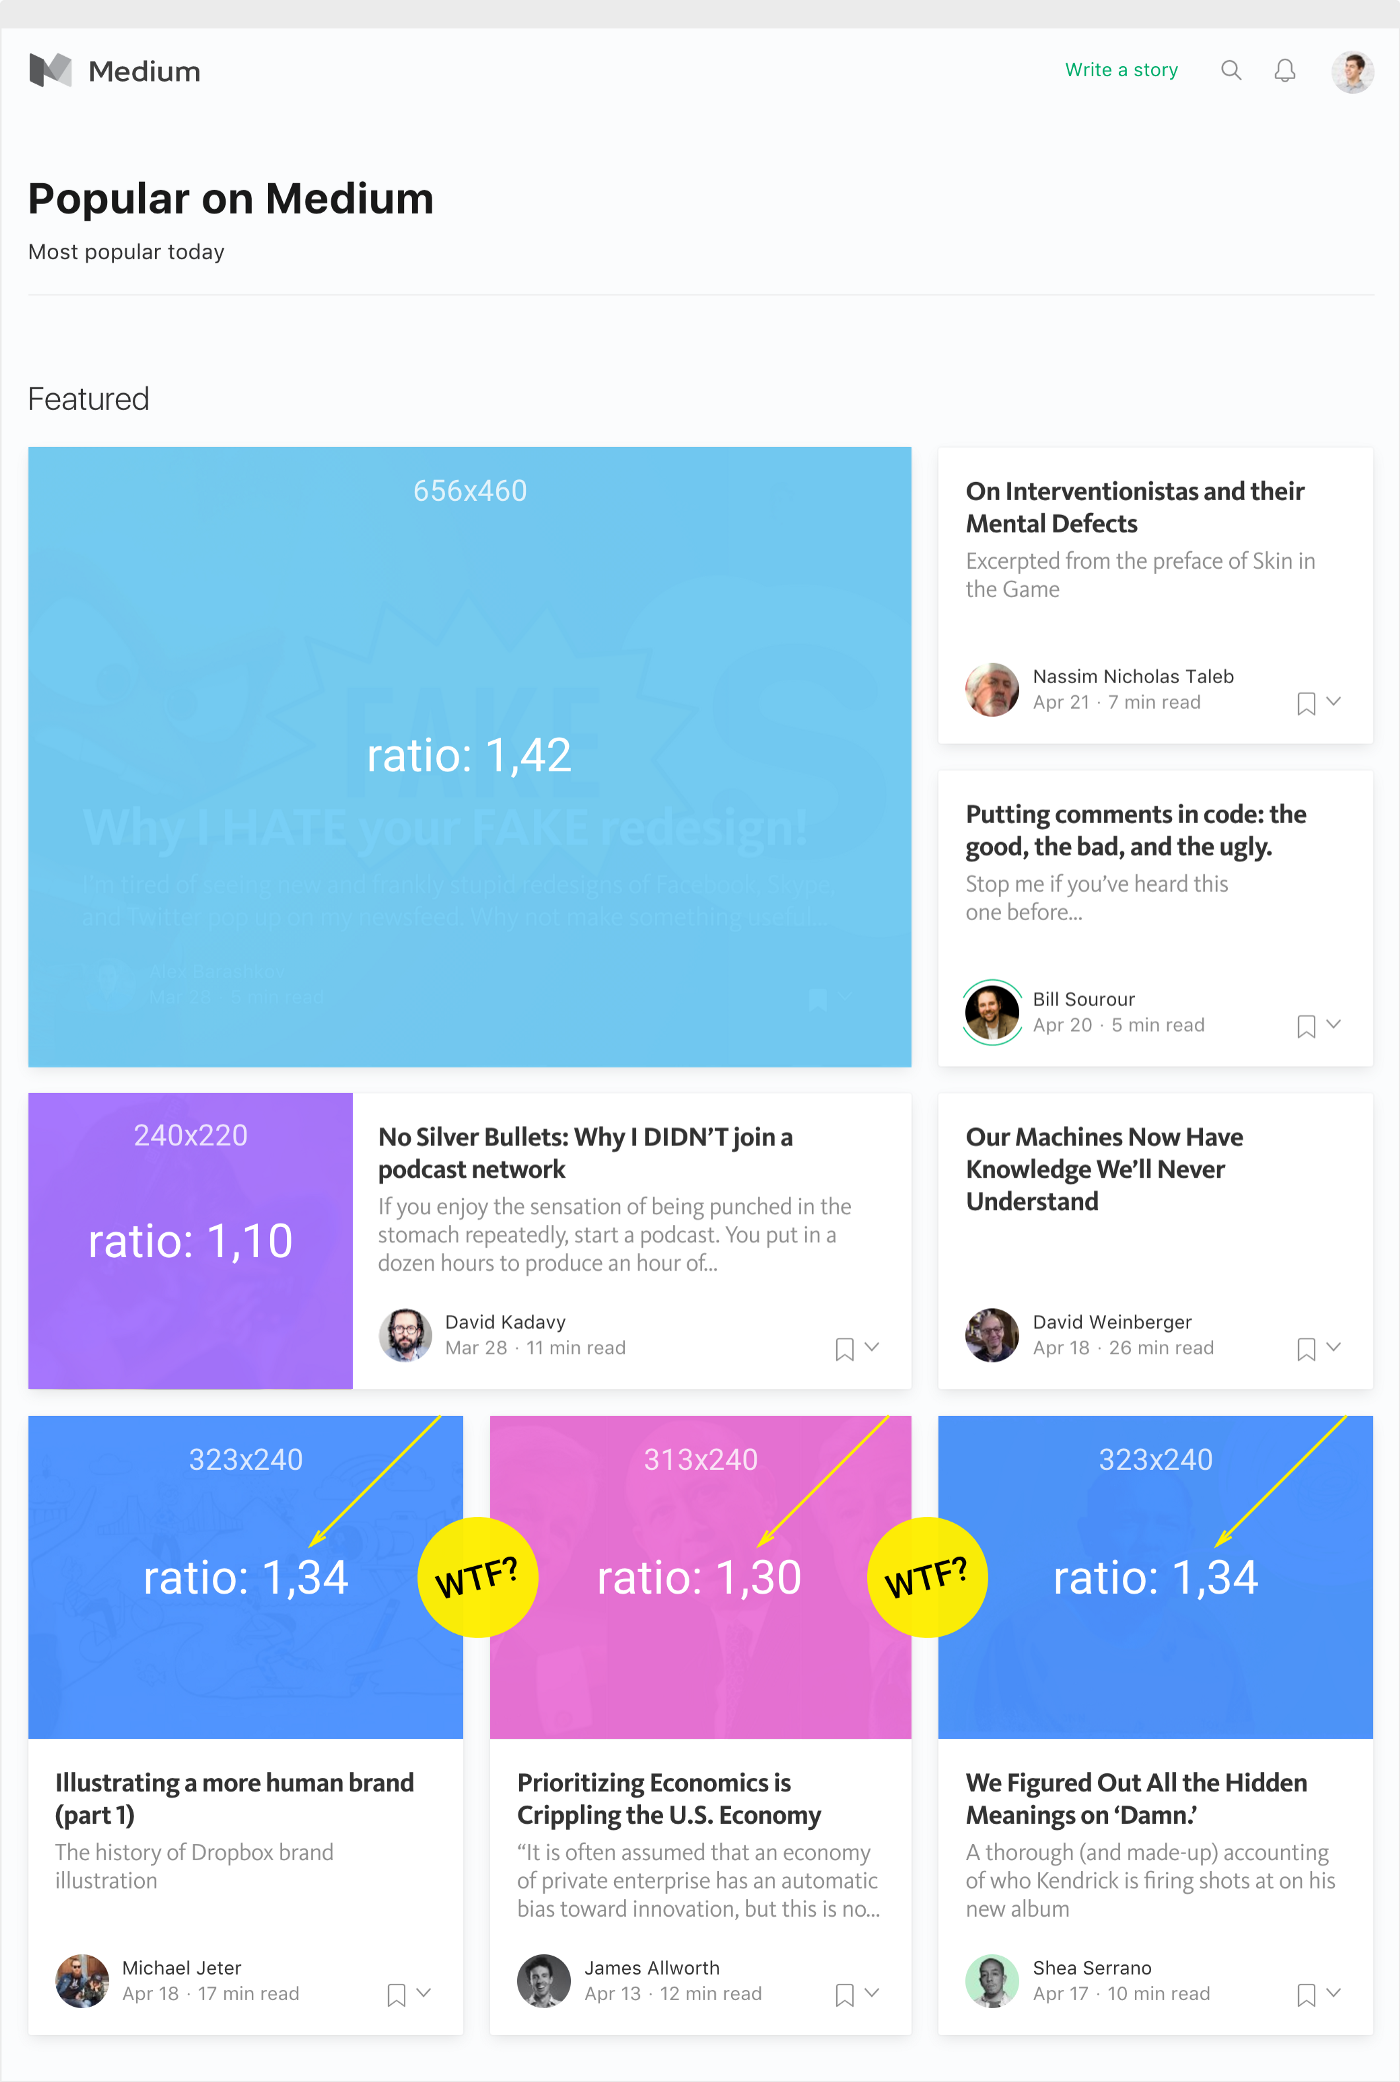 Medium
Write a story
Popular on Medium
Most popular today
Featured
656x460
FAKE
ratio: 1,42
Why I HATE your FAKE redesign!
I'm tired of seeing new and frankly stupid redesigns of Facebook, Skype,
and Twitter pop up on my newsfeed. Why not make something useful...
Alex Barashkov
Mar 28 · 5 min read
On Interventionistas and their
Mental Defects
Excerpted from the preface of Skin in
the Game
Nassim Nicholas Taleb
Apr 21 · 7 min read
Putting comments in code: the
good, the bad, and the ugly.
Stop me if you’ve heard this
one before...
Bill Sourour
Apr 20 · 5 min read
240x220
ratio: 1,10
No Silver Bullets: Why I DIDN’T join a
podcast network
If you enjoy the sensation of being punched in the
stomach repeatedly, start a podcast. You put in a
dozen hours to produce an hour of...
David Kadavy
Mar 28 · 11 min read
Our Machines Now Have
Knowledge We’ll Never
Understand
David Weinberger
Apr 18 · 26 min read
323x240
ratio: 1,34
WTF?
313x240
ratio: 1,30
WTF?
323x240
ratio: 1,34
Illustrating a more human brand
(part 1)
The history of Dropbox brand
illustration
Michael Jeter
Apr 18 · 17 min read
Prioritizing Economics is
Crippling the U.S. Economy
“It is often assumed that an economy
of private enterprise has an automatic
bias toward innovation, but this is no...
James Allworth
Apr 13 · 12 min read
We Figured Out All the Hidden
Meanings on ‘Damn.’
A thorough (and made-up) accounting
of who Kendrick is firing shots at on his
new album
Shea Serrano
Apr 17 · 10 min read